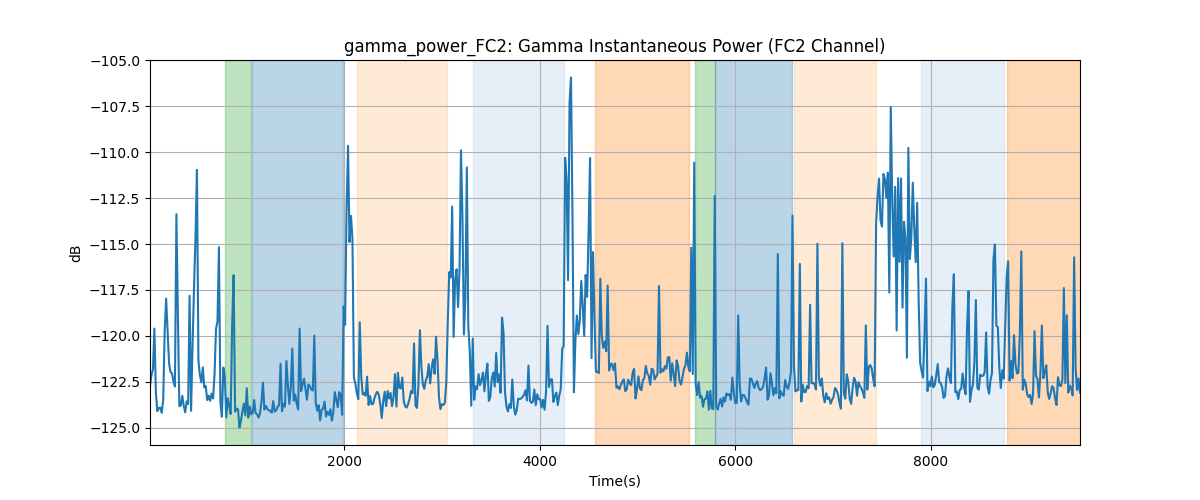 gamma_power_FC2: Gamma Instantaneous Power (FC2 Channel)
−105.0
−107.5
−110.0
−112.5
−115.0
−117.5
−120.0
−122.5
−125.0
dB
2000 4000 6000 8000
Time(s)